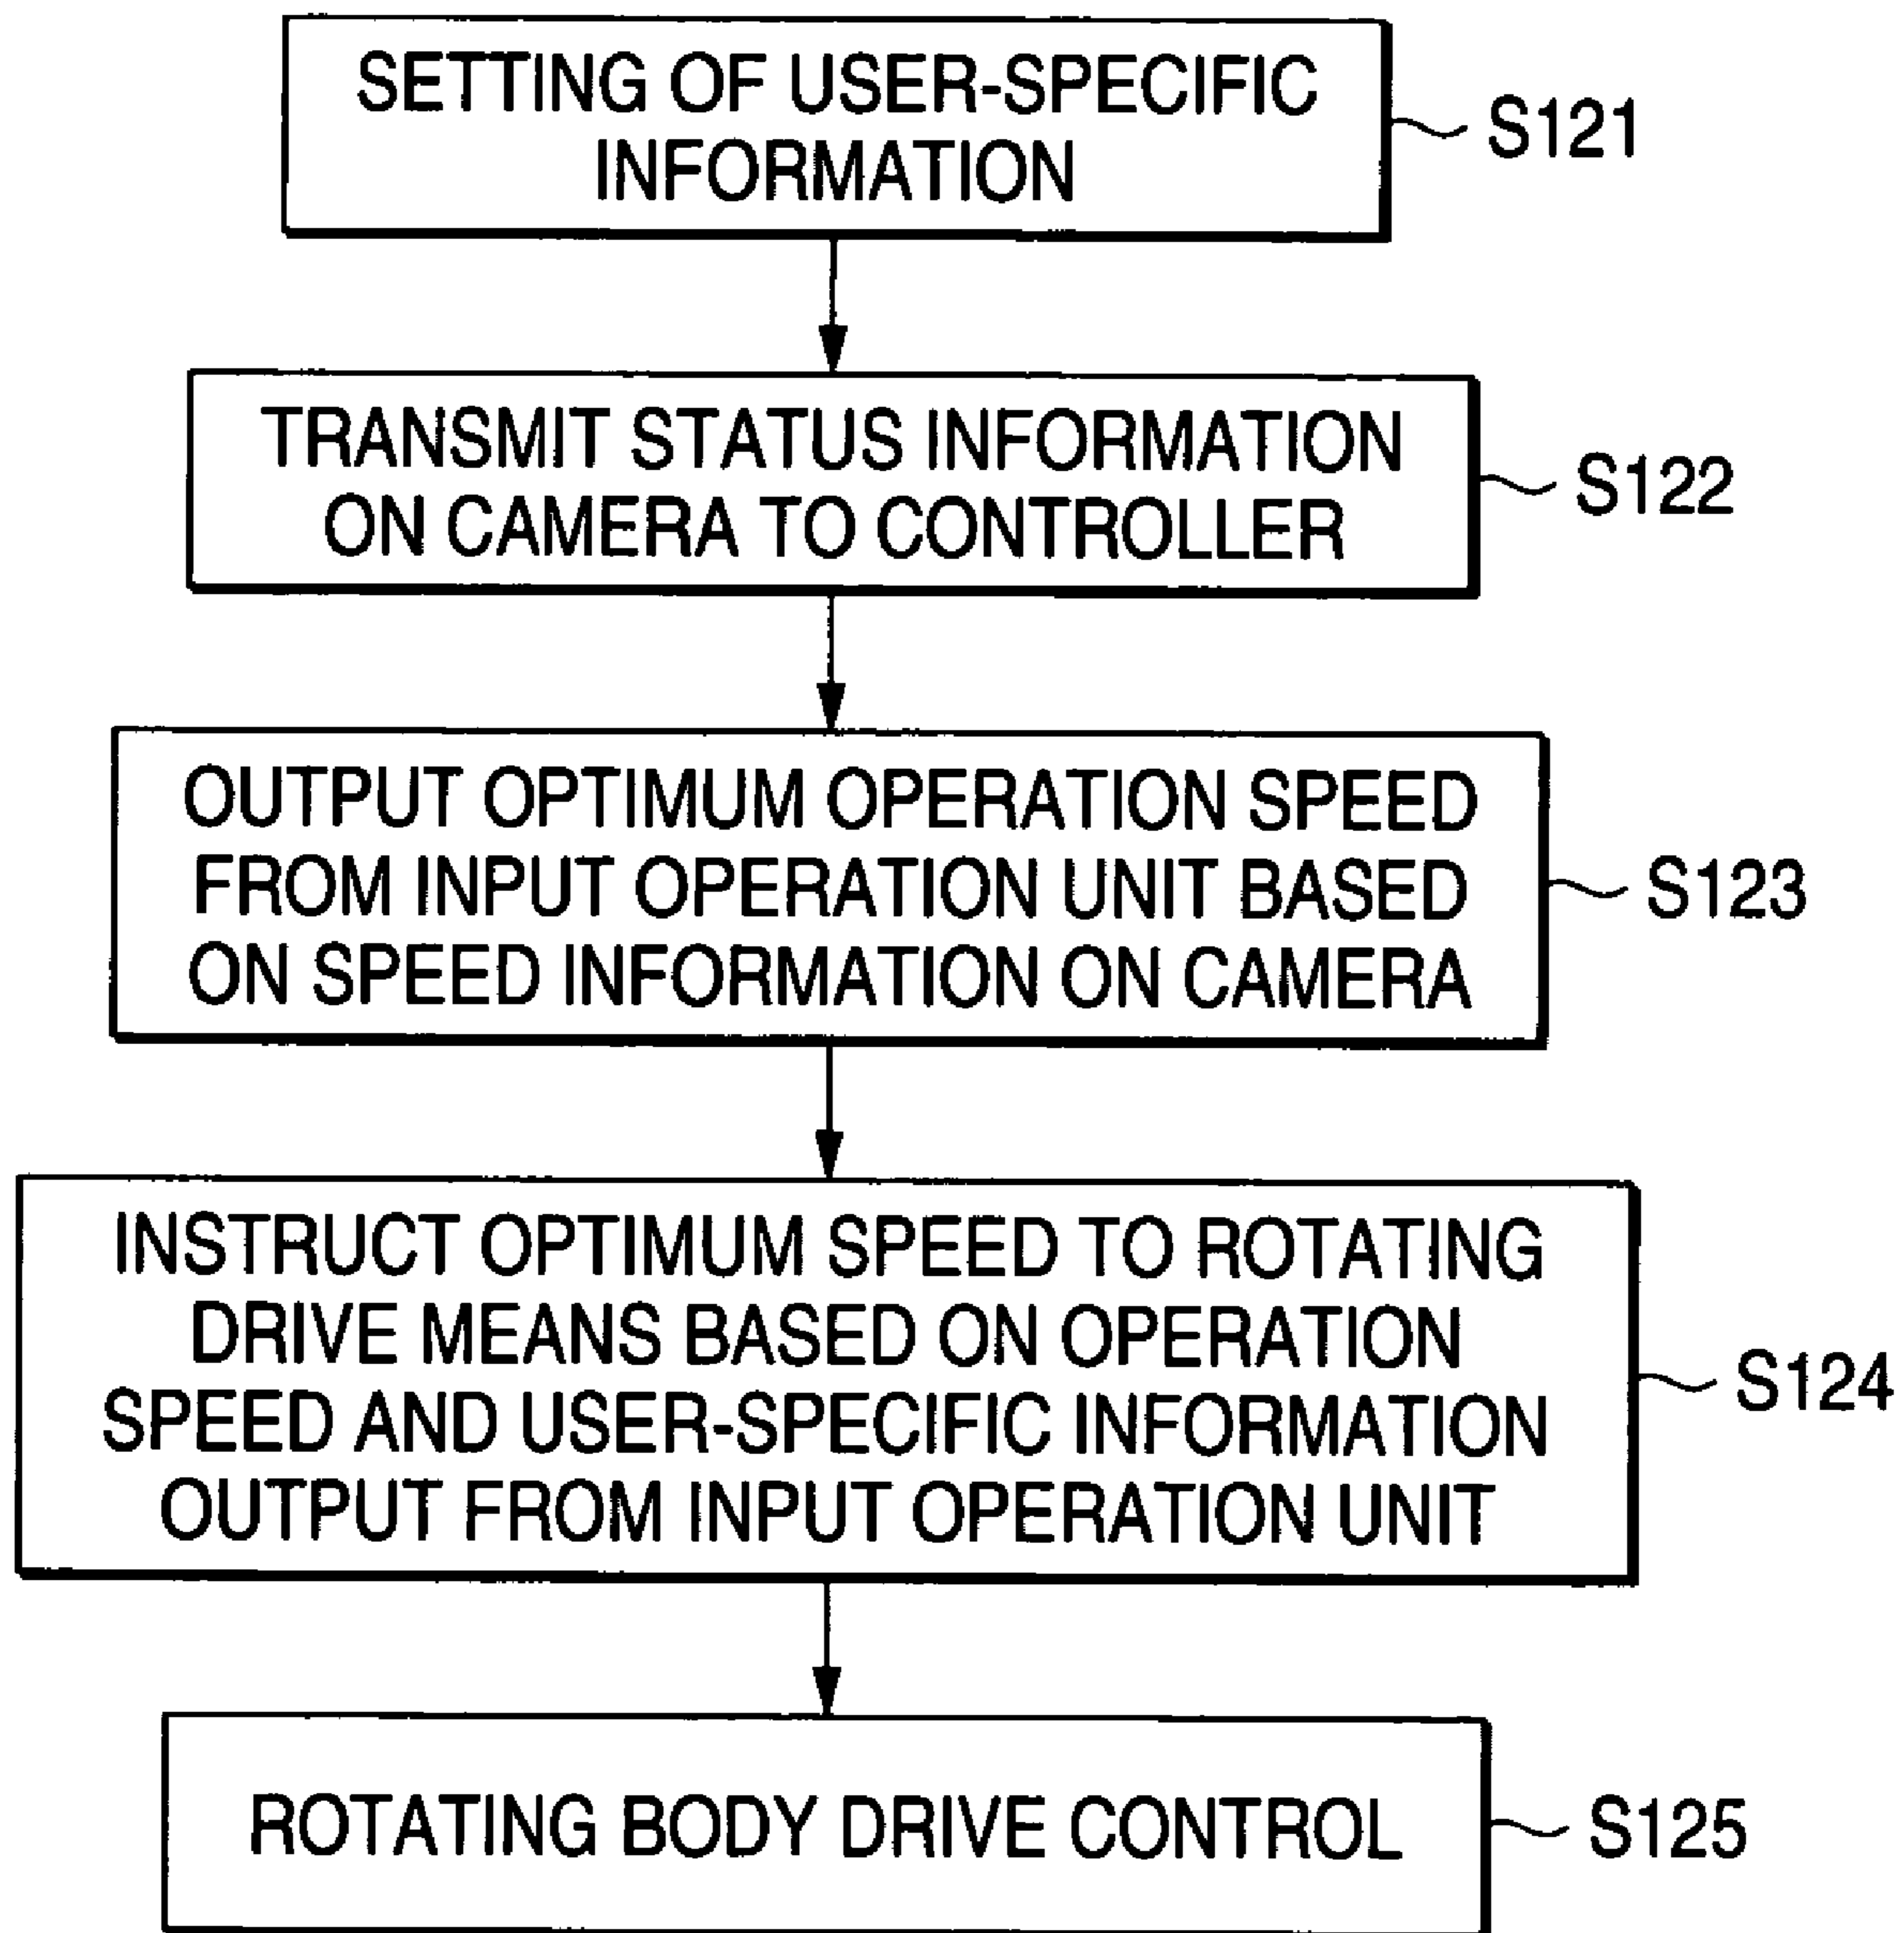 SETTING OF USER-SPECIFIC
INFORMATION
S121
TRANSMIT STATUS INFORMATION
ON CAMERA TO CONTROLLER
S122
OUTPUT OPTIMUM OPERATION SPEED
FROM INPUT OPERATION UNIT BASED
ON SPEED INFORMATION ON CAMERA
S123
INSTRUCT OPTIMUM SPEED TO ROTATING
DRIVE MEANS BASED ON OPERATION
SPEED AND USER-SPECIFIC INFORMATION
OUTPUT FROM INPUT OPERATION UNIT
S124
ROTATING BODY DRIVE CONTROL
S125